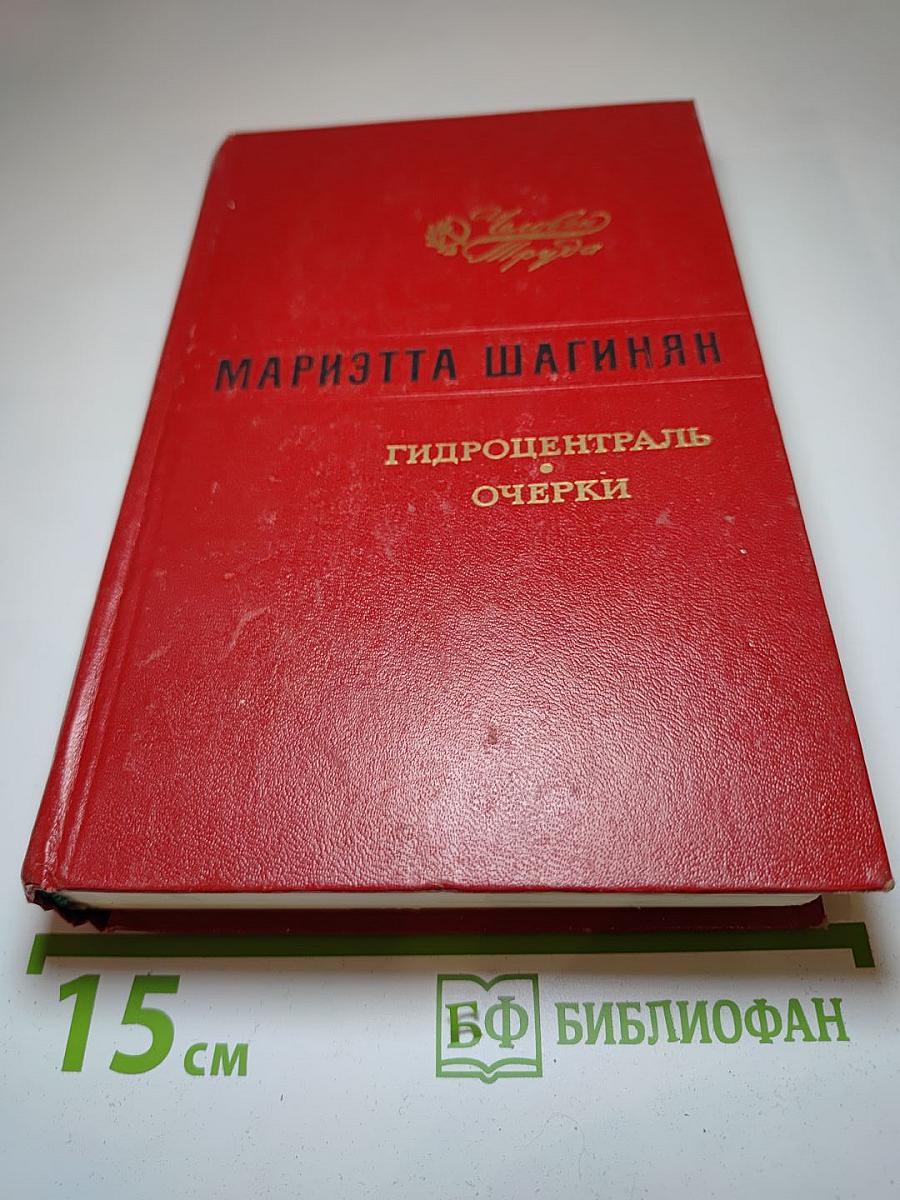 Человек
Труда
МАРИЭТТА ШАГИНЯН
ГИДРОЦЕНТРАЛЬ
•
ОЧЕРКИ
15 см
БФ БИБЛИОФАН